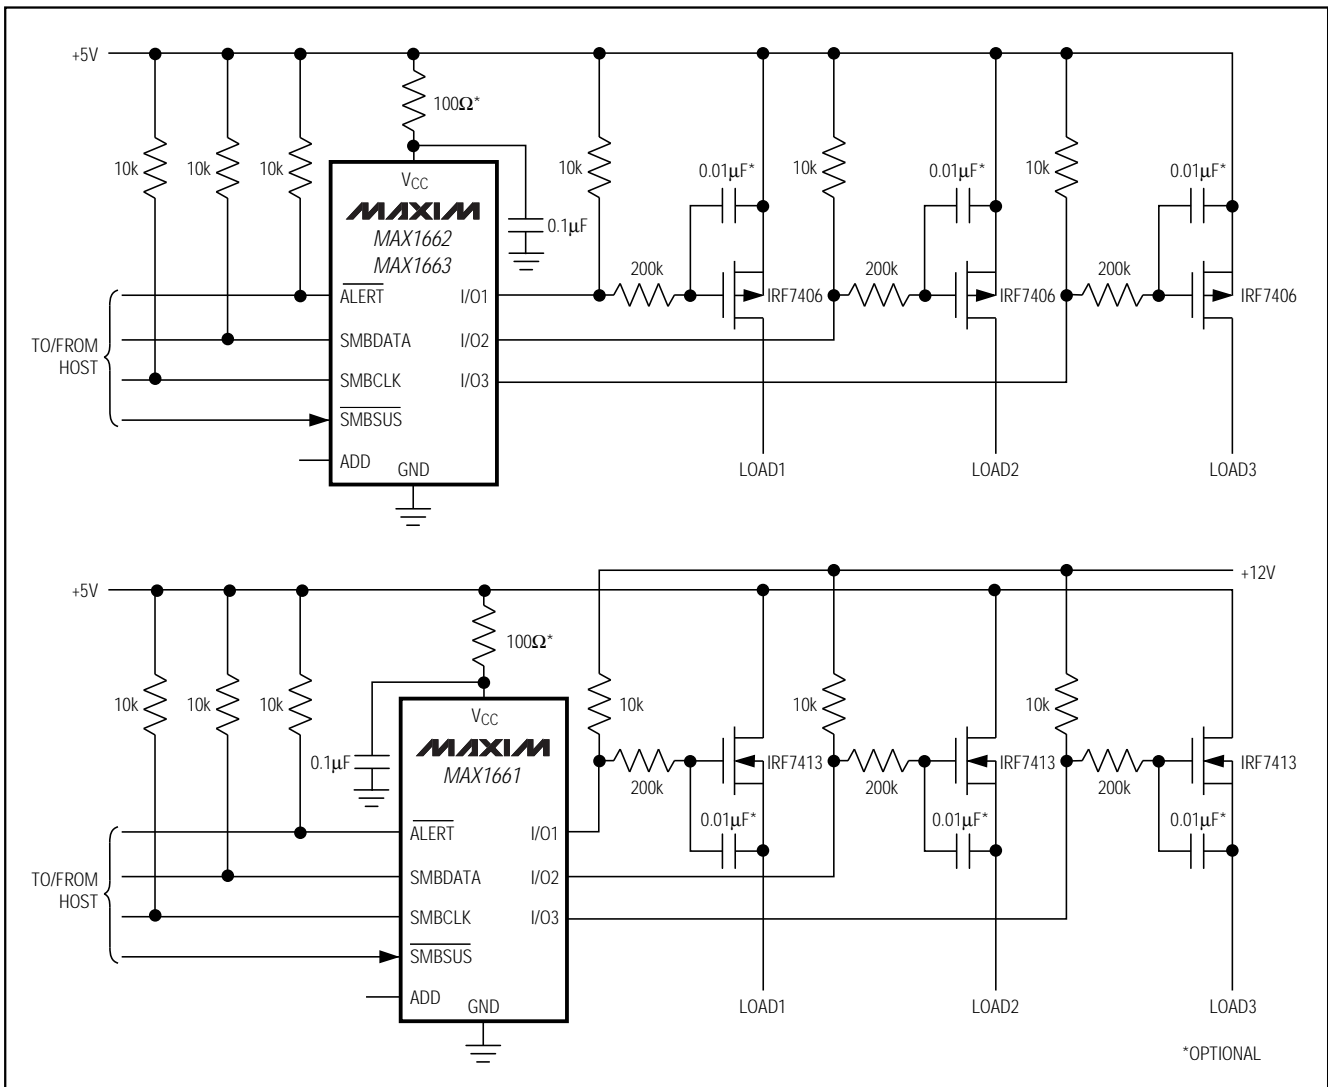 +5V
100Ω*
10k
10k
10k
10k
0.01μF*
10k
0.01μF*
10k
0.01μF*
VCC
MAXIM
MAX1662
MAX1663
0.1μF
200k
200k
200k
ALERT
I/O1
IRF7406
IRF7406
IRF7406
TO/FROM
HOST
SMBDATA
I/O2
SMBCLK
I/O3
SMBSUS
ADD
GND
LOAD1
LOAD2
LOAD3
+5V
+12V
100Ω*
10k
10k
10k
10k
10k
10k
VCC
MAXIM
MAX1661
0.1μF
IRF7413
IRF7413
IRF7413
200k
200k
200k
0.01μF*
0.01μF*
0.01μF*
ALERT
I/O1
TO/FROM
HOST
SMBDATA
I/O2
SMBCLK
I/O3
SMBSUS
ADD
GND
LOAD1
LOAD2
LOAD3
*OPTIONAL